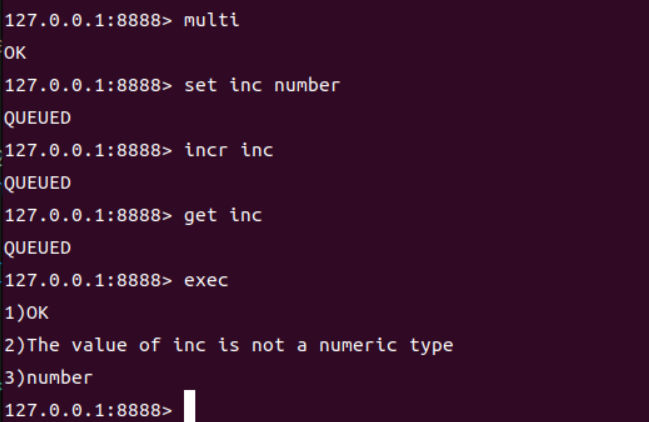 127.0.0.1:8888> multi
OK
127.0.0.1:8888> set inc number
QUEUED
127.0.0.1:8888> incr inc
QUEUED
127.0.0.1:8888> get inc
QUEUED
127.0.0.1:8888> exec
1)OK
2)The value of inc is not a numeric type
3)number
127.0.0.1:8888>